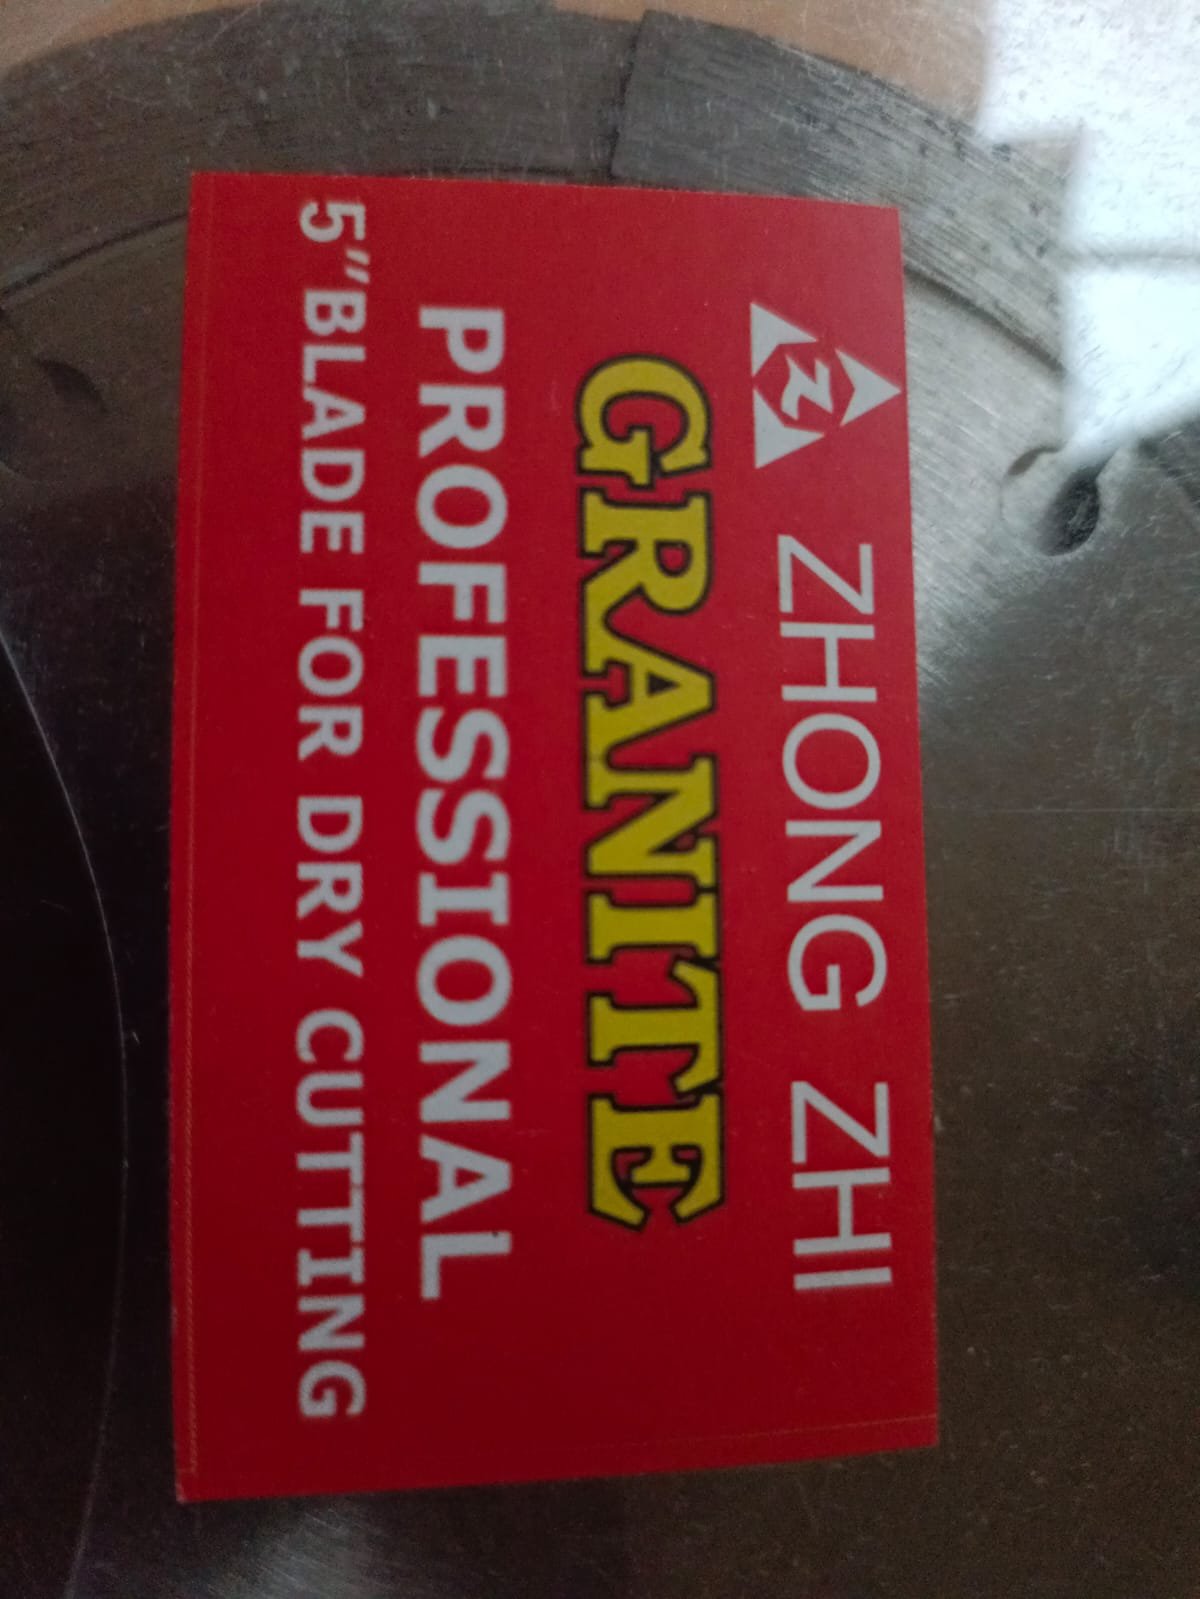 ZHONG ZHI
GRANITE
PROFESSIONAL
5"BLADE FOR DRY CUTTING